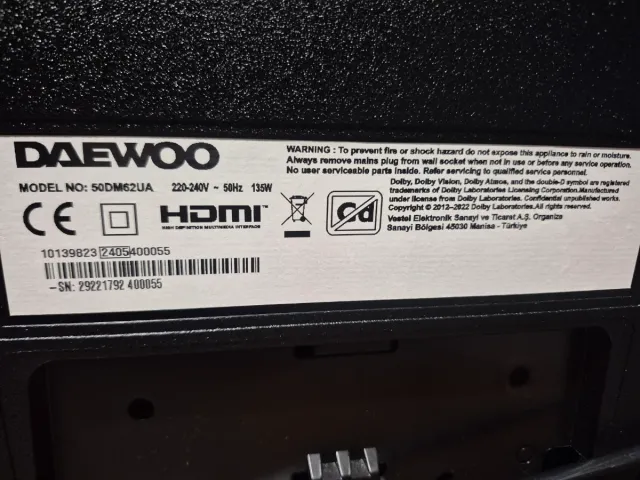 DAEWOO
MODEL NO: 50DM62UA 220-240V ~ 50Hz 135W
WARNING : To prevent fire or shock hazard do not expose this appliance to rain or moisture.
Always remove mains plug from wall socket when not in use or before any service operation.
No user serviceable parts inside. Refer servicing to qualified service personnel.
Dolby, Dolby Vision, Dolby Atmos, and the double-D symbol are registered
trademarks of Dolby Laboratories Licensing Corporation. Manufactured
under license from Dolby Laboratories. Confidential unpublished works.
Copyright © 2012-2022 Dolby Laboratories. All rights reserved.
Vestel Elektronik Sanayi ve Ticaret A.Ş. Organize
Sanayi Bölgesi 45030 Manisa - Türkiye
CE
HDMI
HIGH DEFINITION MULTIMEDIA INTERFACE
Cd
10139823 2405400055
-SN: 29221792 400055